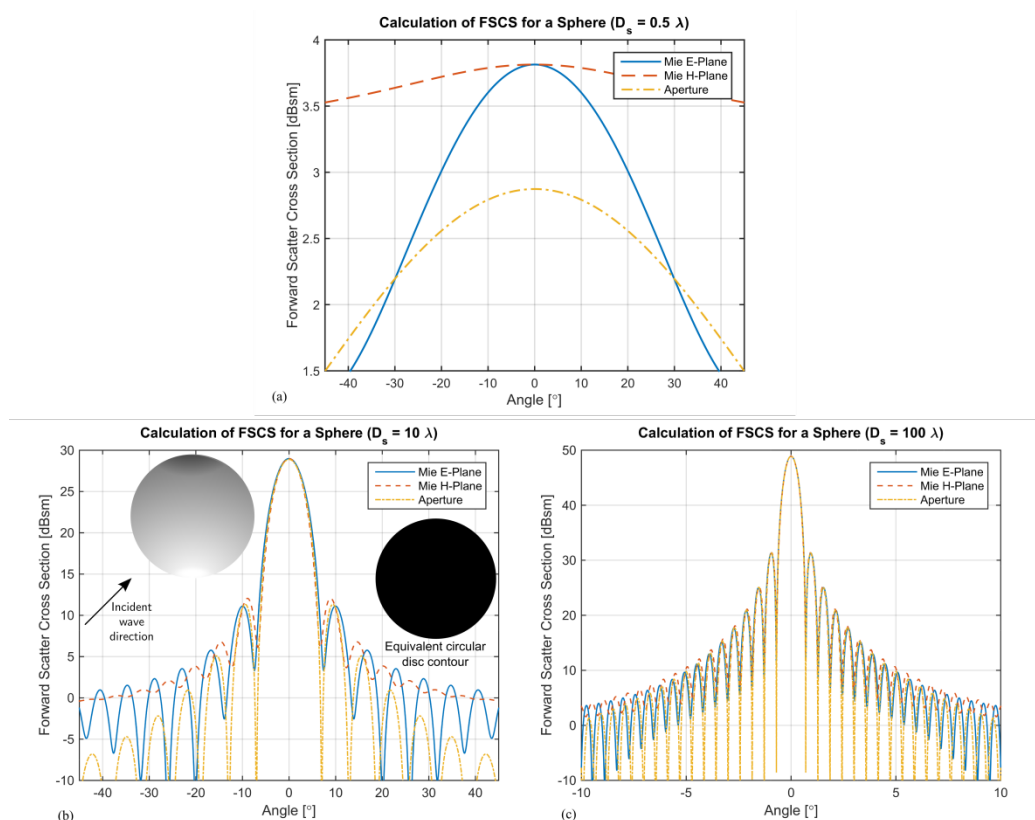 Calculation of FSCS for a Sphere (D_s = 0.5 λ)
Forward Scatter Cross Section [dBsm]
4
3.5
3
2.5
2
1.5
Mie E-Plane
Mie H-Plane
Aperture
-40 -30 -20 -10 0 10 20 30 40
Angle [°]
(a)
Calculation of FSCS for a Sphere (D_s = 10 λ)
Forward Scatter Cross Section [dBsm]
30
25
20
15
10
5
0
-5
-10
Mie E-Plane
Mie H-Plane
Aperture
Incident
wave
direction
Equivalent circular
disc contour
-40 -30 -20 -10 0 10 20 30 40
Angle [°]
(b)
Calculation of FSCS for a Sphere (D_s = 100 λ)
Forward Scatter Cross Section [dBsm]
50
40
30
20
10
0
-10
Mie E-Plane
Mie H-Plane
Aperture
-10 -5 0 5 10
Angle [°]
(c)